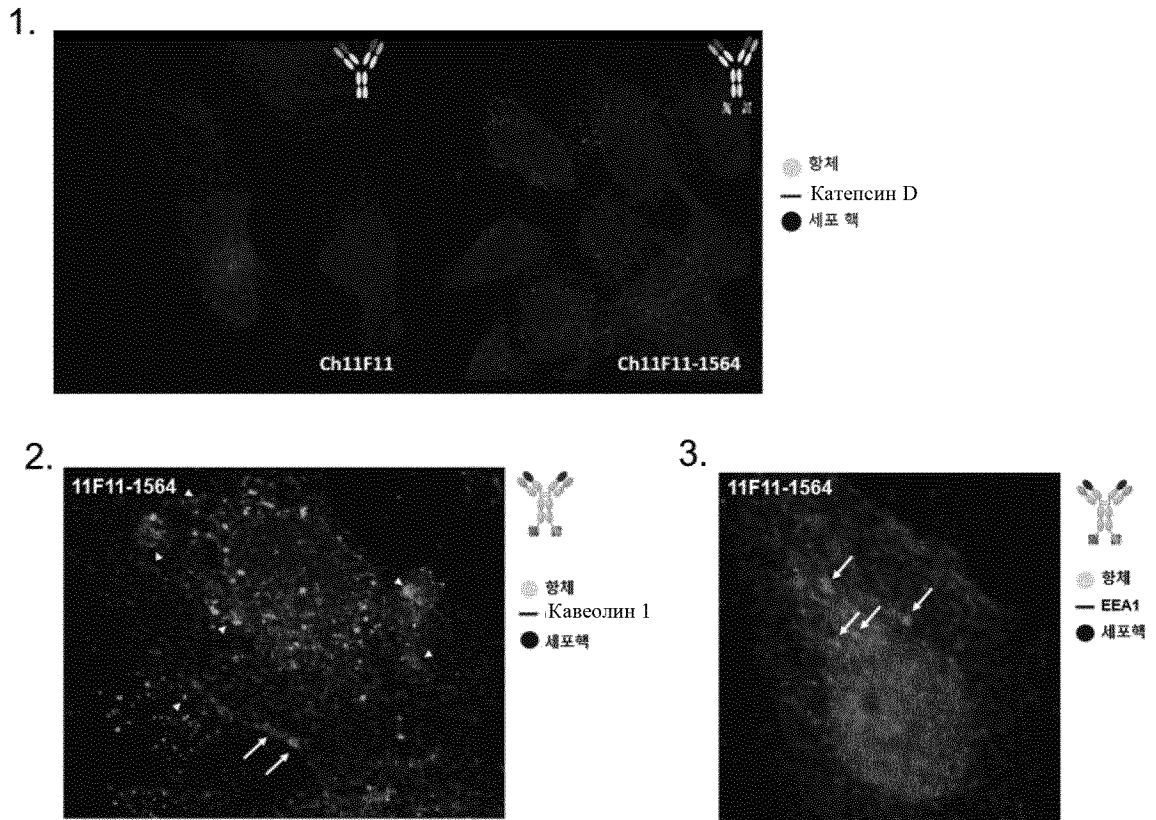 1.
Ch11F11
Ch11F11-1564
항체
Катепсин D
세포 핵
2.
11F11-1564
항체
Кавеолин 1
세포핵
3.
11F11-1564
항체
EEA1
세포핵